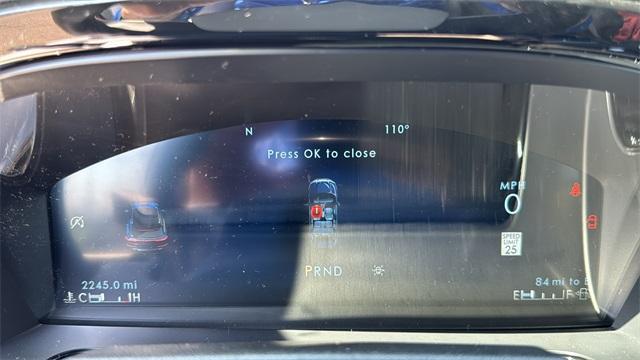 N 110°
Press OK to close
MPH
0
SPEED
LIMIT
25
PRND
2245.0 mi 84 mi to E
C H E F